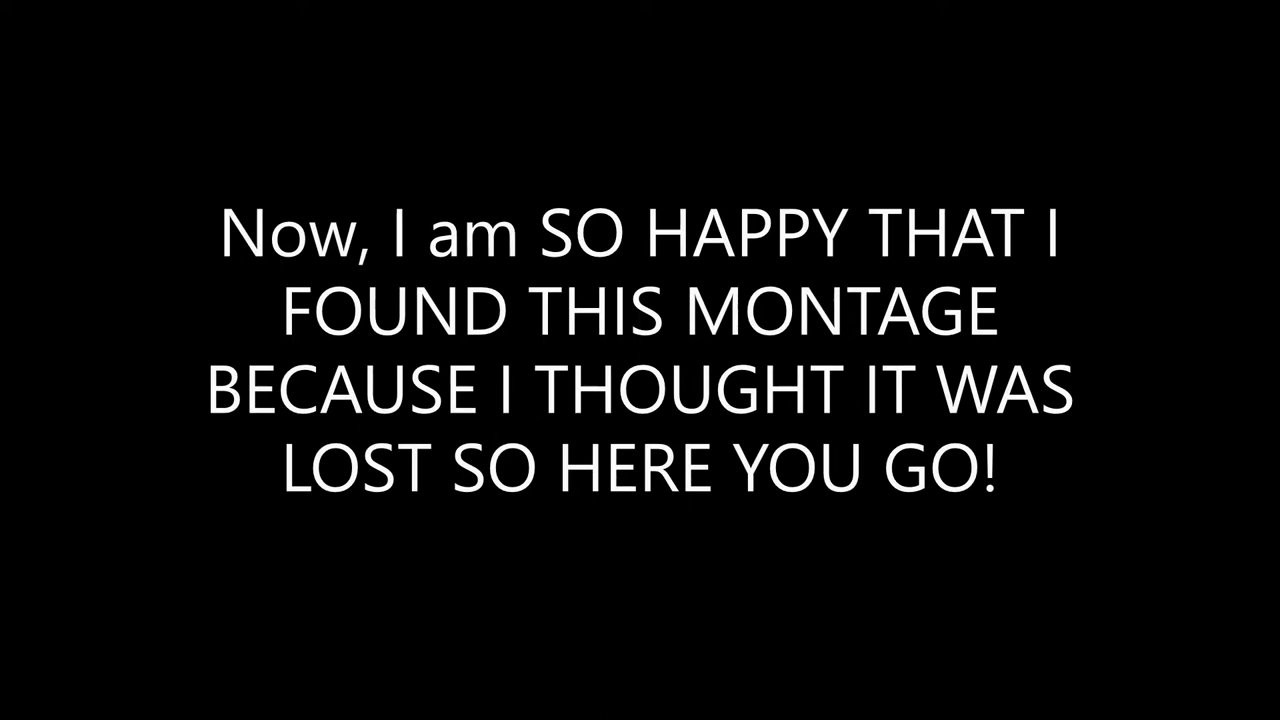 Now, I am SO HAPPY THAT I
FOUND THIS MONTAGE
BECAUSE I THOUGHT IT WAS
LOST SO HERE YOU GO!